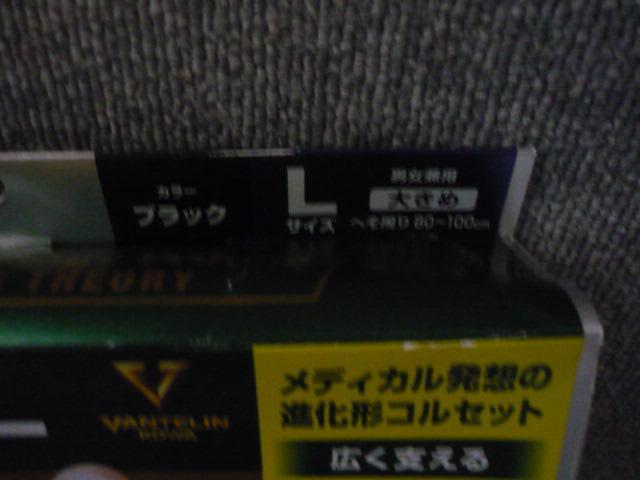 カラー
ブラック
L
サイズ
男女兼用
大きめ
へそ周り 80~100cm
THEORY
VANTELIN
KOWA
メディカル発想の
進化形コルセット
広く支える